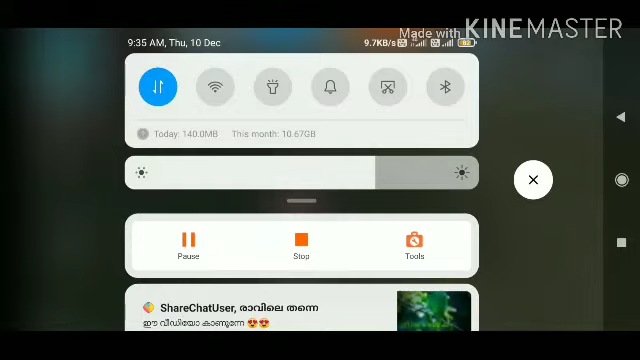 Made with KINEMASTER
9:35 AM, Thu, 10 Dec 9.7KB/s
Today: 140.0MB This month: 10.67GB
Pause Stop Tools
ShareChatUser, രാവിലെ തന്നെ
ഈ വീഡിയോ കാണൂന്നേ 😍😍